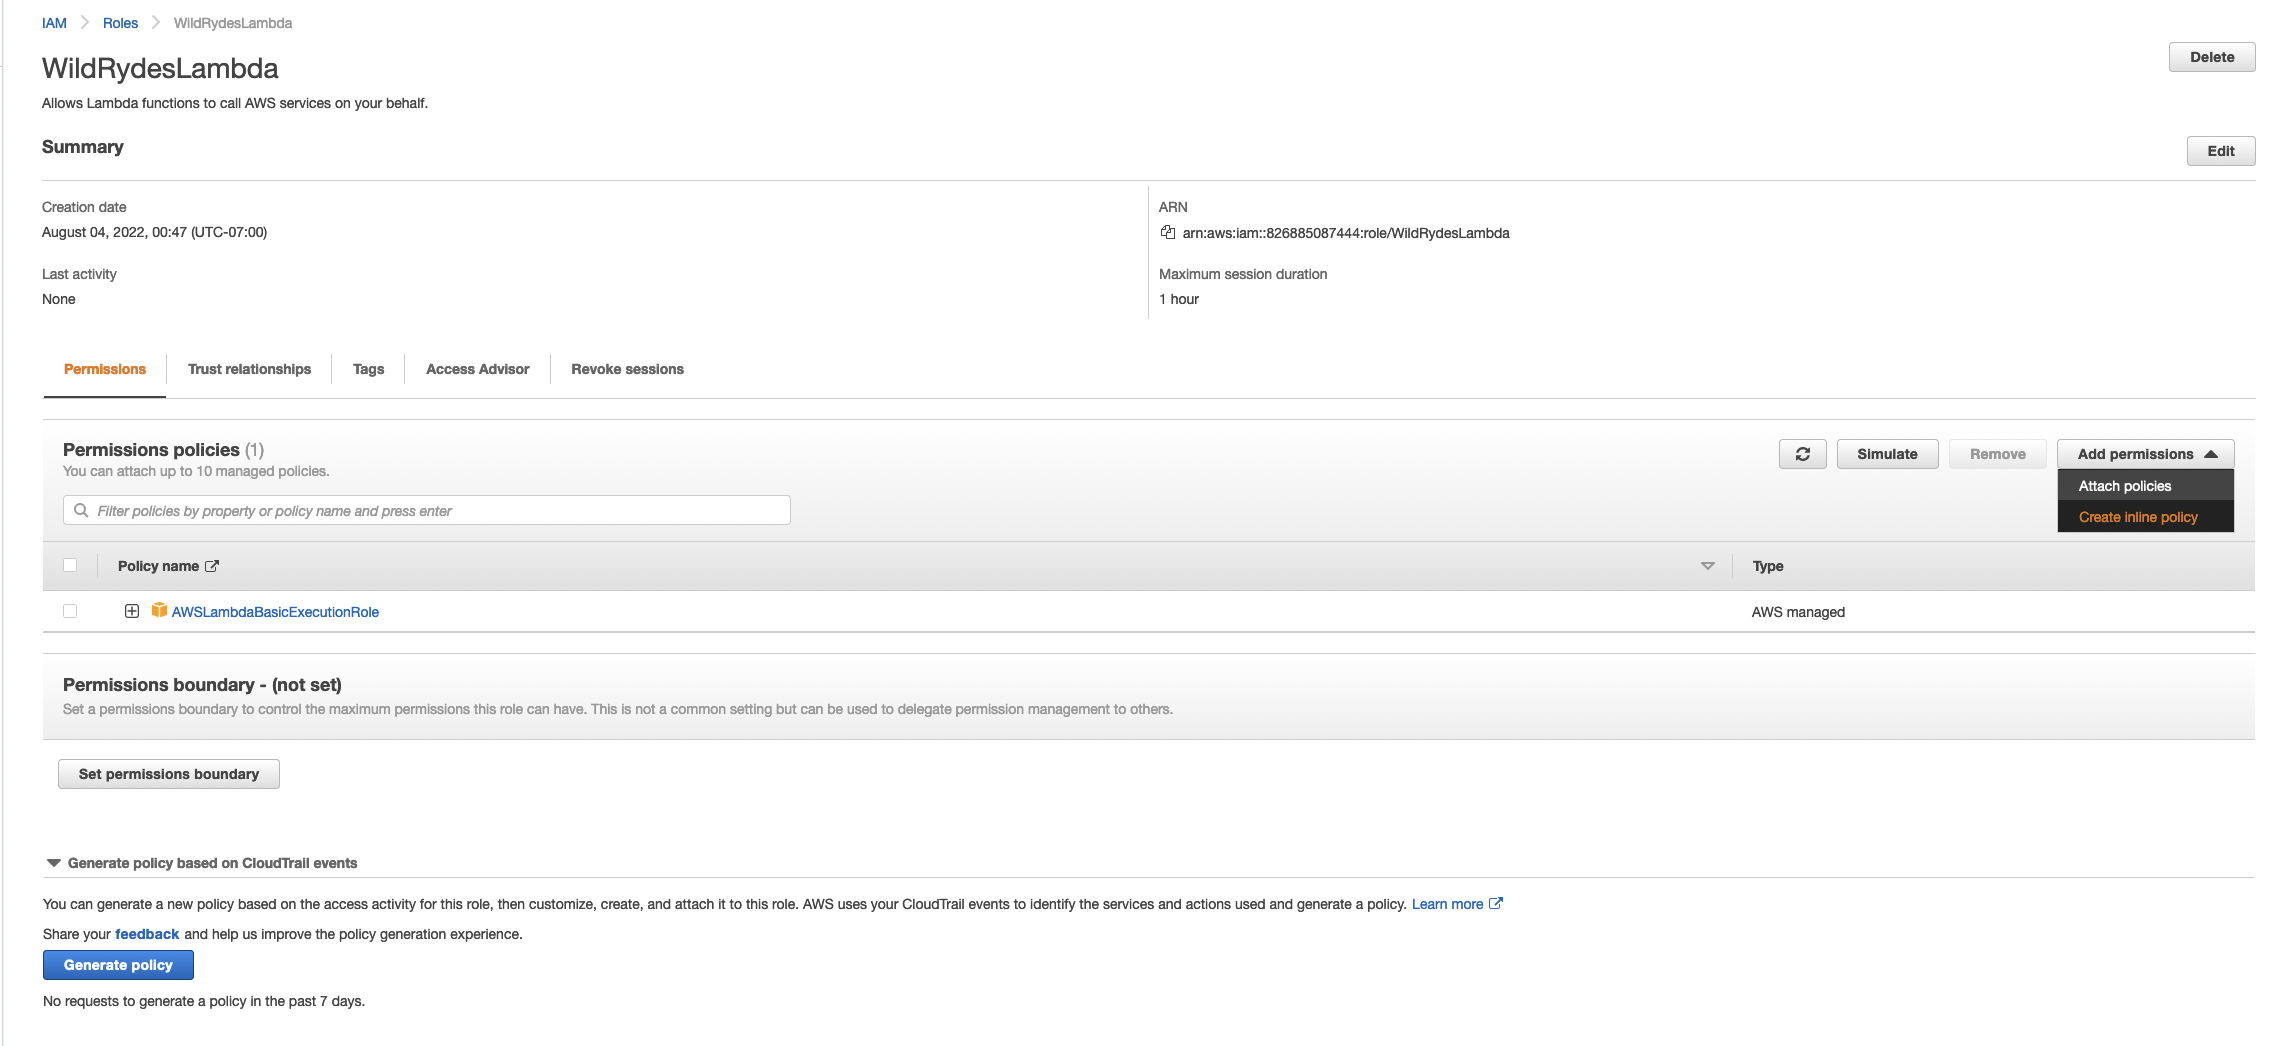 IAM > Roles > WildRydesLambda
WildRydesLambda
Delete
Allows Lambda functions to call AWS services on your behalf.
Summary
Edit
Creation date
August 04, 2022, 00:47 (UTC-07:00)
ARN
arn:aws:iam::826885087444:role/WildRydesLambda
Last activity
None
Maximum session duration
1 hour
Permissions Trust relationships Tags Access Advisor Revoke sessions
Permissions policies (1)
You can attach up to 10 managed policies.
Simulate Remove Add permissions
Attach policies
Create inline policy
Filter policies by property or policy name and press enter
Policy name Type
AWSLambdaBasicExecutionRole AWS managed
Permissions boundary - (not set)
Set a permissions boundary to control the maximum permissions this role can have. This is not a common setting but can be used to delegate permission management to others.
Set permissions boundary
Generate policy based on CloudTrail events
You can generate a new policy based on the access activity for this role, then customize, create, and attach it to this role. AWS uses your CloudTrail events to identify the services and actions used and generate a policy. Learn more
Share your feedback and help us improve the policy generation experience.
Generate policy
No requests to generate a policy in the past 7 days.